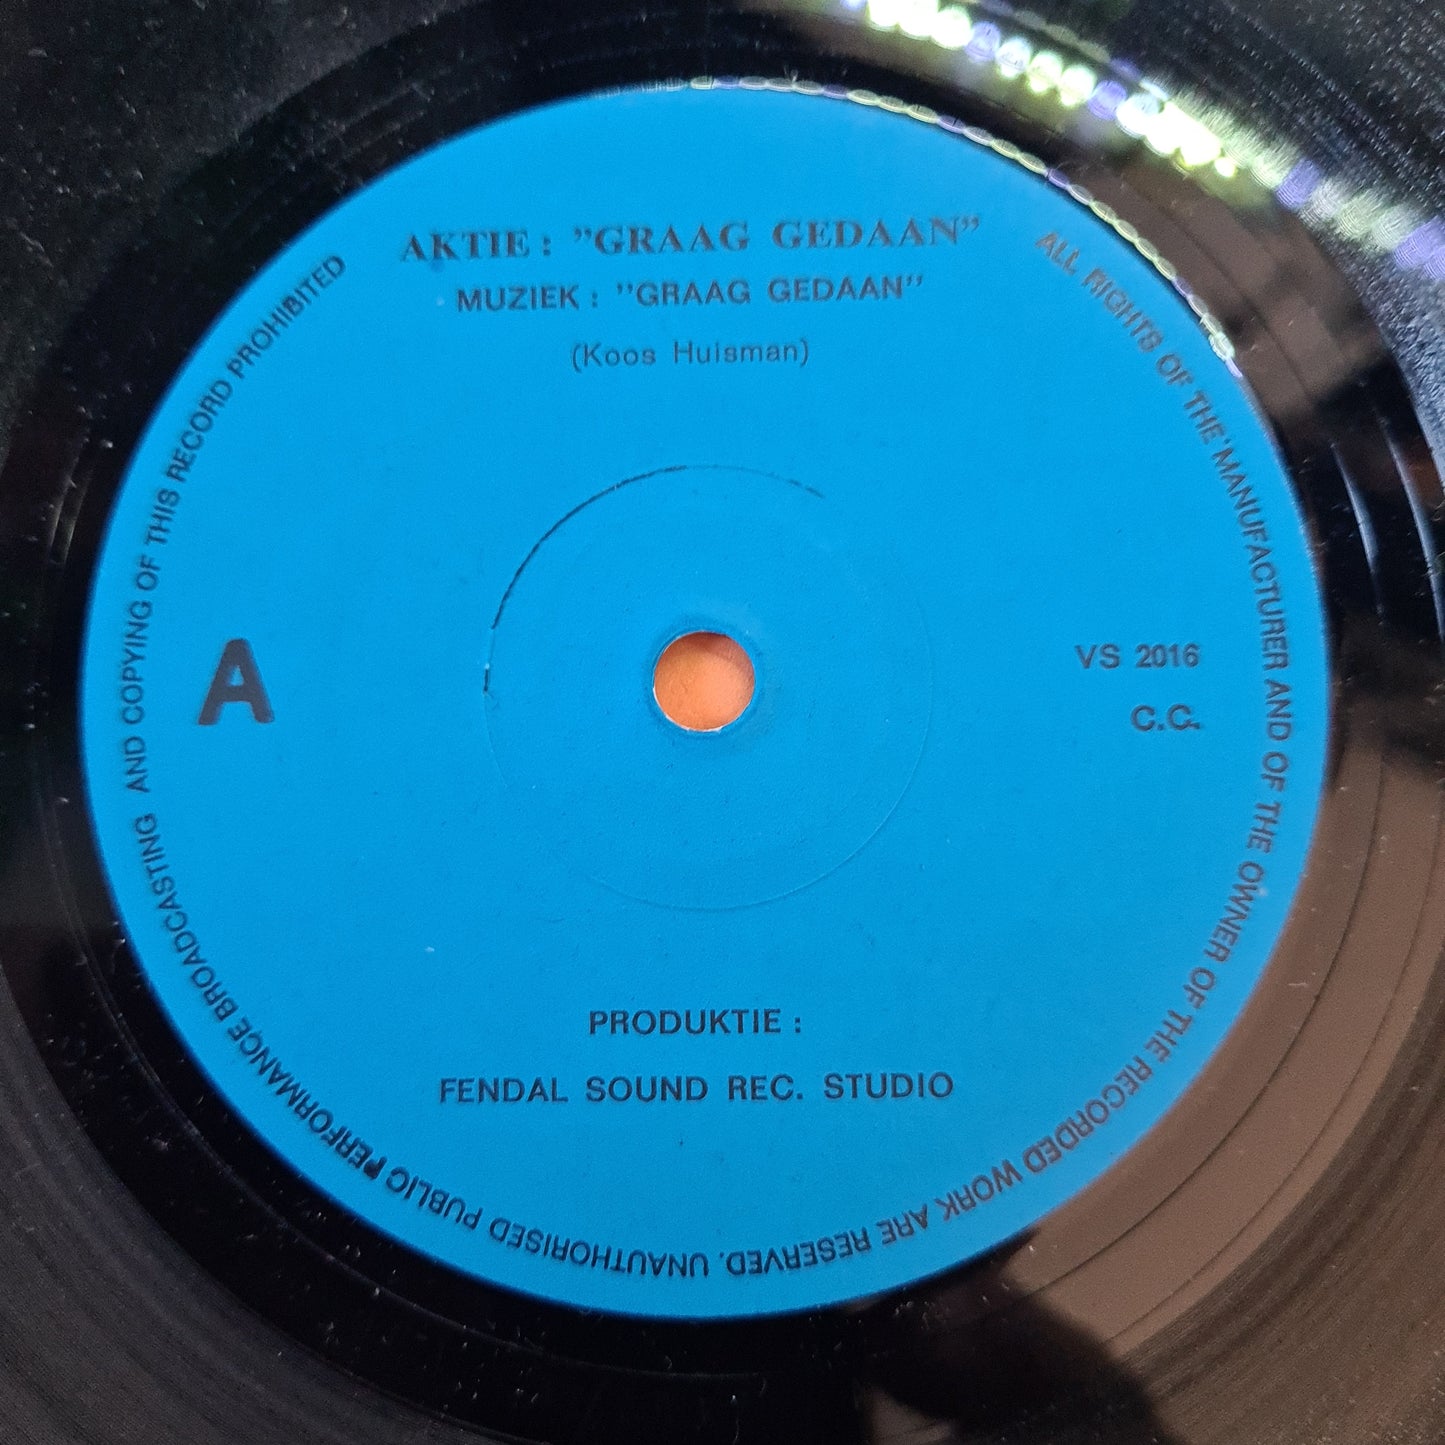 AKTIE : "GRAAG GEDAAN"
MUZIEK : "GRAAG GEDAAN"
(Koos Huisman)
A
VS 2016
C.C.
PRODUKTIE :
FENDAL SOUND REC. STUDIO
ALL RIGHTS OF THE MANUFACTURER AND OF THE OWNER OF THE RECORDED WORK ARE RESERVED. UNAUTHORISED PUBLIC PERFORMANCE BROADCASTING AND COPYING OF THIS RECORD PROHIBITED